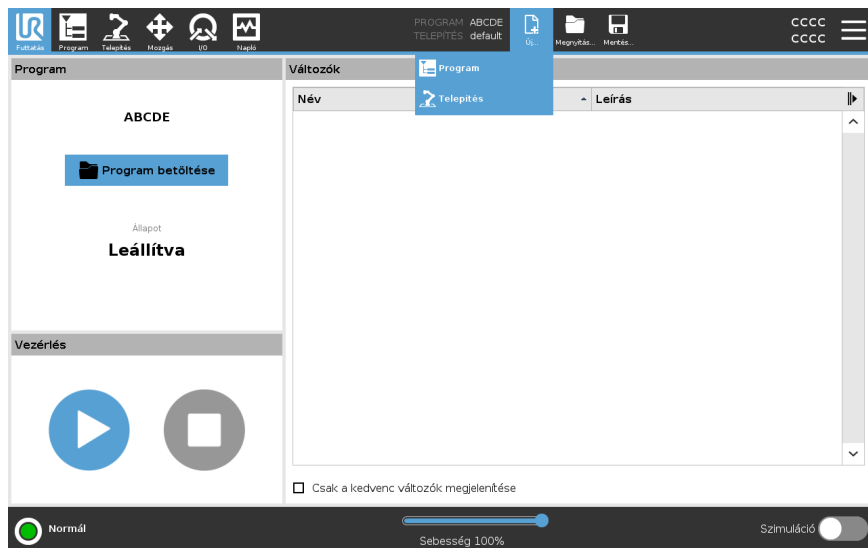 UR
Futtatás
Program
Telepítés
Mozgás
I/O
Napló
PROGRAM ABCDE
TELEPÍTÉS default
Új...
Megnyitás...
Mentés...
CCCC
CCCC
Program
Telepítés
Program
ABCDE
Program betöltése
Állapot
Leállítva
Vezérlés
Változók
Név
Leírás
Csak a kedvenc változók megjelenítése
Normál
Sebesség 100%
Szimuláció